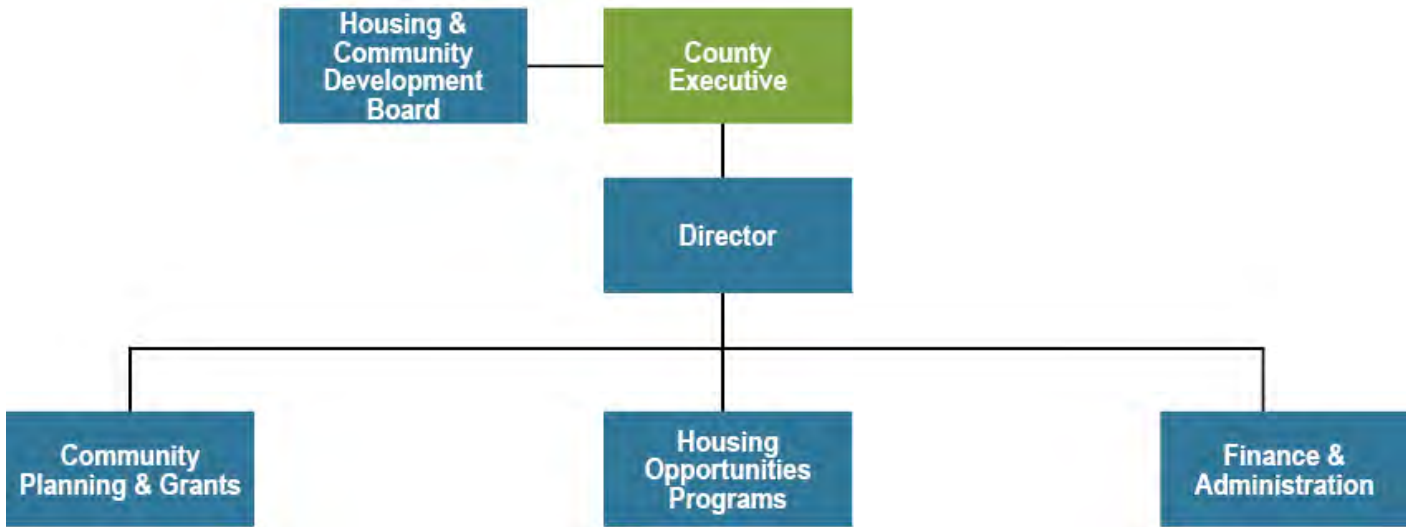 Housing &
Community
Development
Board
County
Executive
Director
Community
Planning & Grants
Housing
Opportunities
Programs
Finance &
Administration